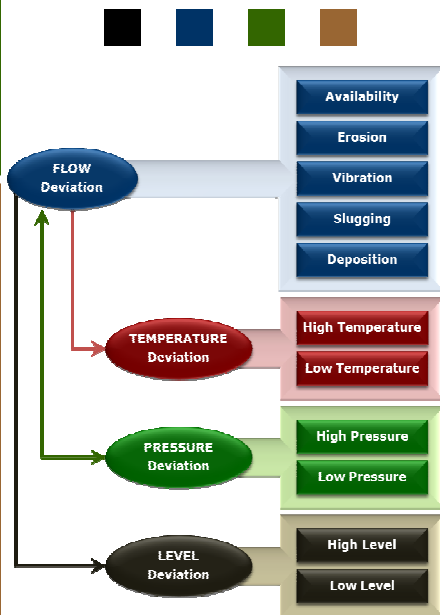 FLOW
Deviation
Availability
Erosion
Vibration
Slugging
Deposition
TEMPERATURE
Deviation
High Temperature
Low Temperature
PRESSURE
Deviation
High Pressure
Low Pressure
LEVEL
Deviation
High Level
Low Level